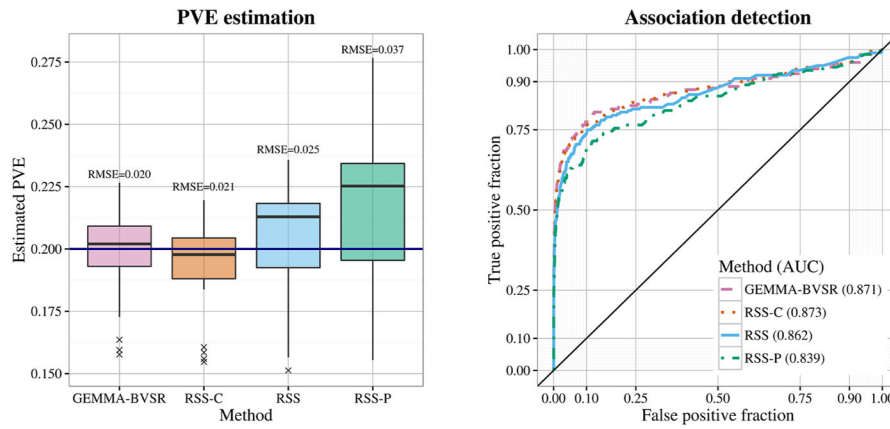 PVE estimation
RMSE=0.037
0.275
0.250
RMSE=0.025
RMSE=0.020
RMSE=0.021
0.225
0.200
0.175
0.150
Estimated PVE
GEMMA-BVSR RSS-C RSS RSS-P
Method
Association detection
1.00
0.90
0.75
0.50
0.25
0.10
0.00
True positive fraction
Method (AUC)
GEMMA-BVSR (0.871)
RSS-C (0.873)
RSS (0.862)
RSS-P (0.839)
0.00 0.10 0.25 0.50 0.75 0.90 1.00
False positive fraction